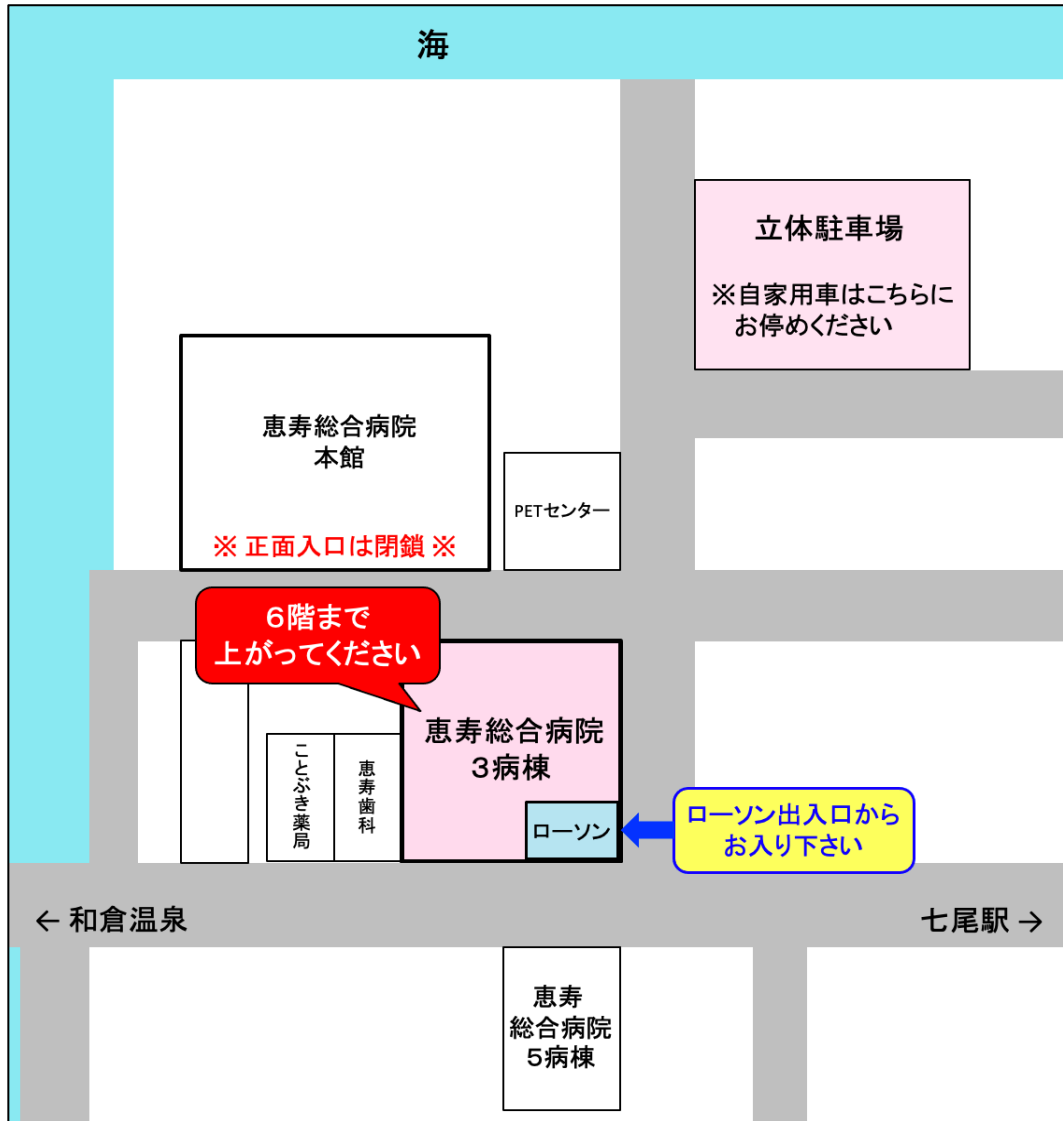 海
立体駐車場
※自家用車はこちらに
お停めください
恵寿総合病院
本館
※ 正面入口は閉鎖 ※
PETセンター
６階まで
上がってください
恵寿総合病院
３病棟
ことぶき薬局
恵寿歯科
ローソン
ローソン出入口から
お入り下さい
← 和倉温泉
七尾駅 →
恵寿
総合病院
５病棟